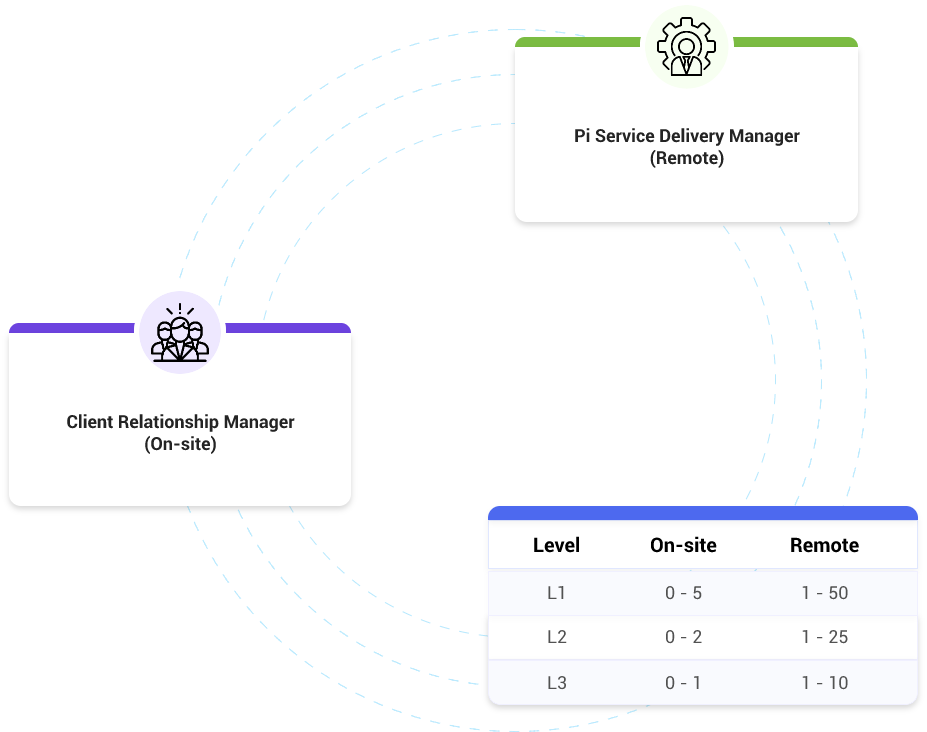 Pi Service Delivery Manager
(Remote)
Client Relationship Manager
(On-site)
Level On-site Remote
L1 0 - 5 1 - 50
L2 0 - 2 1 - 25
L3 0 - 1 1 - 10